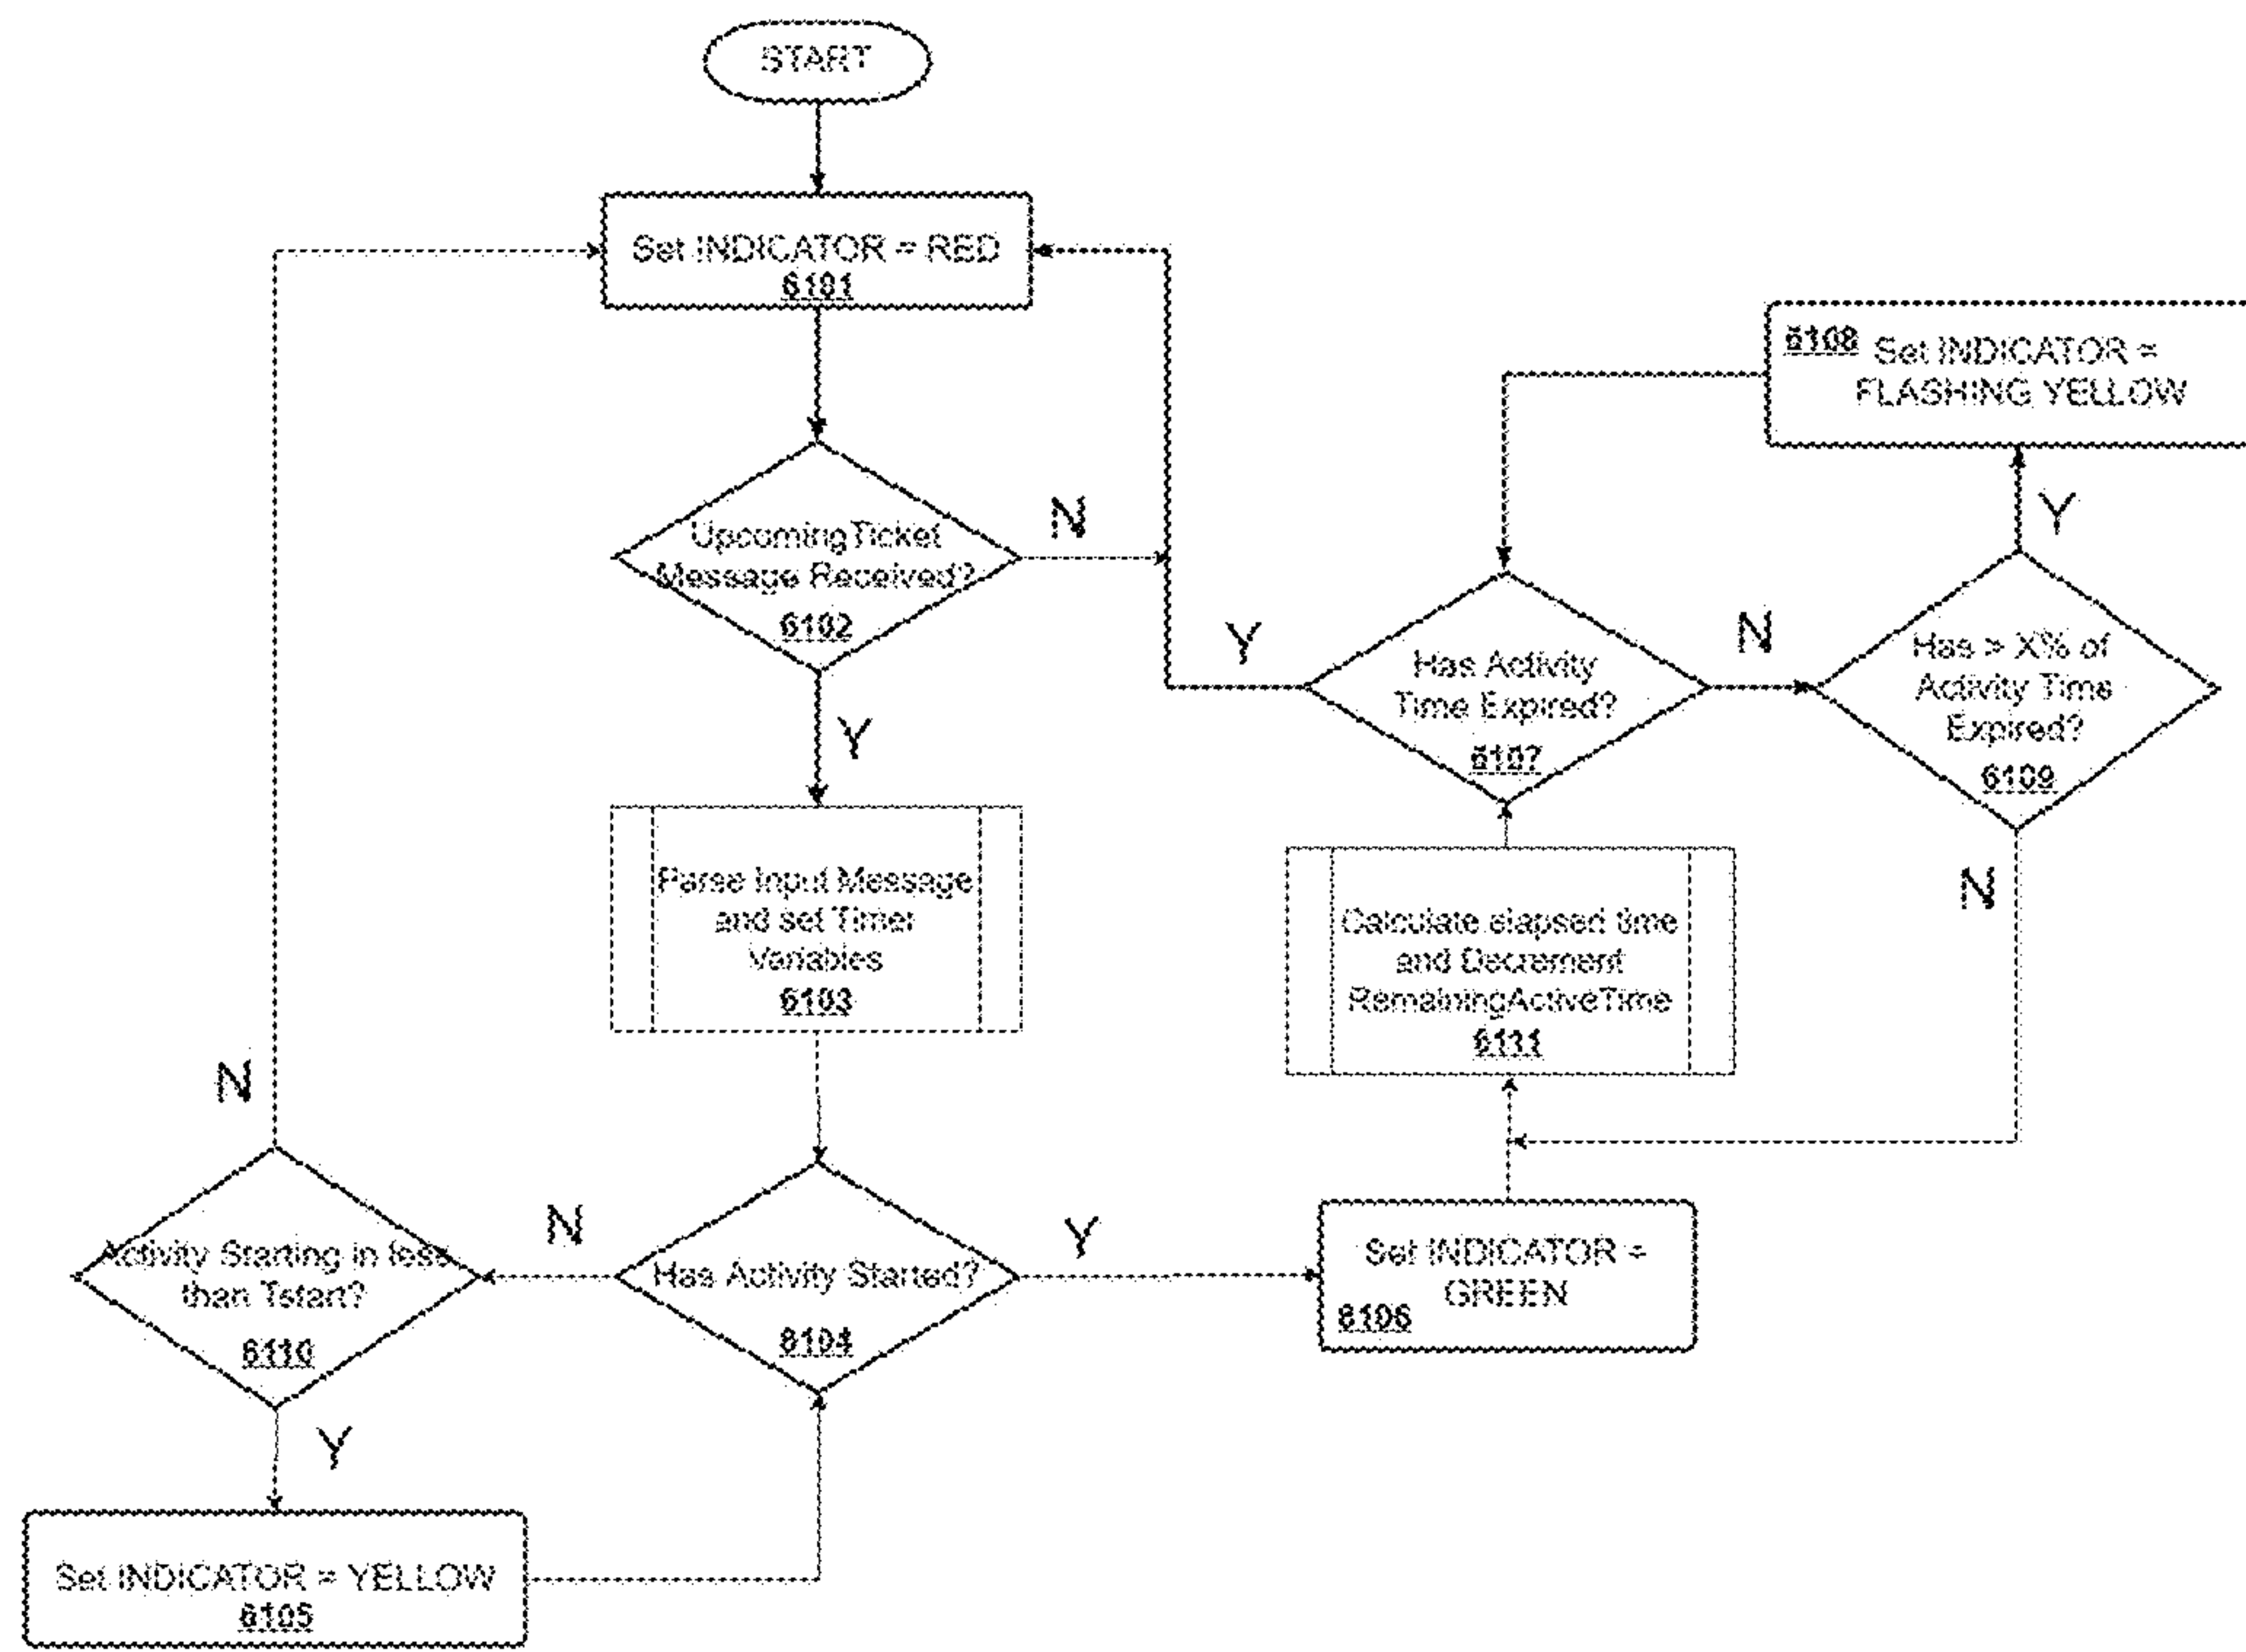 START
Set INDICATOR = RED
6101
UpcomingTicket
Message Received?
6102
N
Y
Parse Input Message
and set Timer
Variables
6103
Has Activity Started?
6104
N
Y
Activity Starting in less
than Tstart?
6110
N
Y
Set INDICATOR = YELLOW
6105
Set INDICATOR =
GREEN
6106
Calculate elapsed time
and Decrement
RemainingActiveTime
6111
Has Activity
Time Expired?
6107
Y
N
Has > X% of
Activity Time
Expired?
6109
Y
N
6108 Set INDICATOR =
FLASHING YELLOW